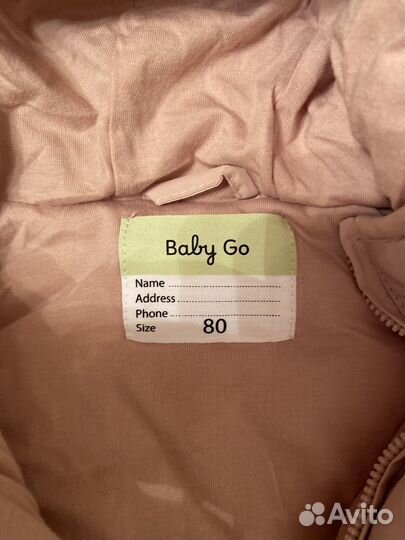 Baby Go
Name
Address
Phone
Size 80
Avito